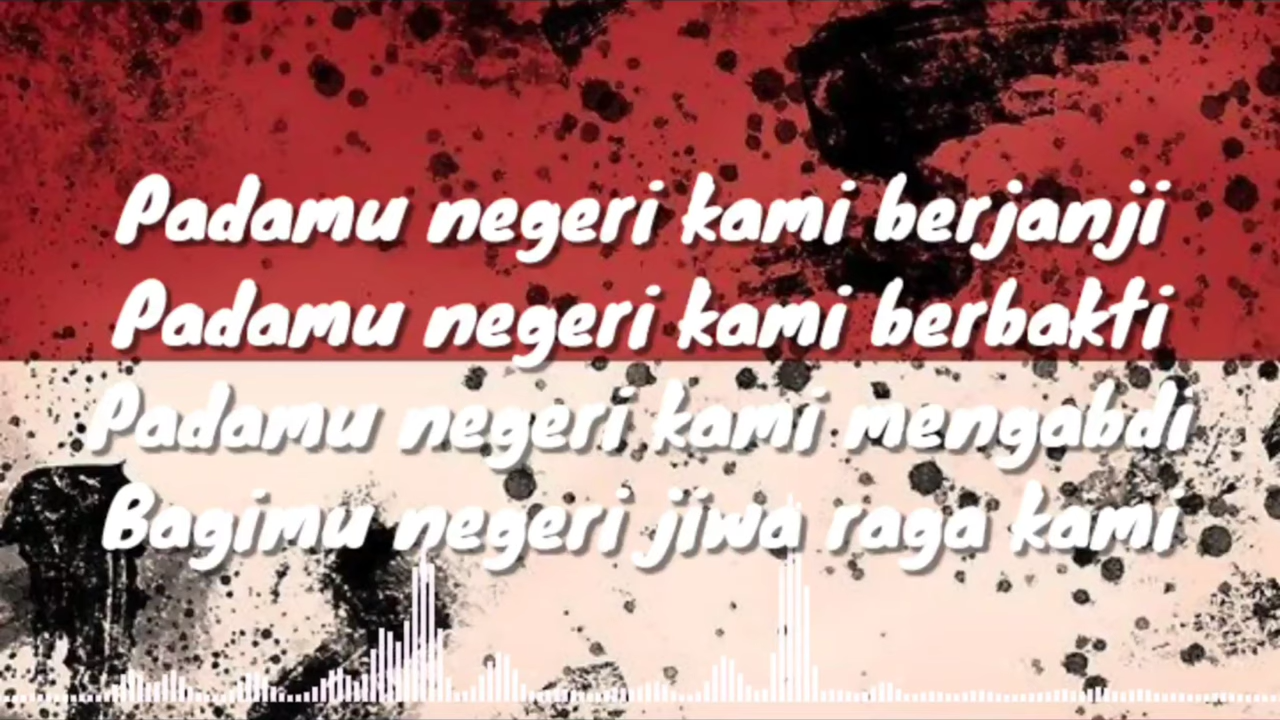 Padamu negeri kami berjanji
Padamu negeri kami berbakti
Padamu negeri kami mengabdi
Bagimu negeri jiwa raga kami